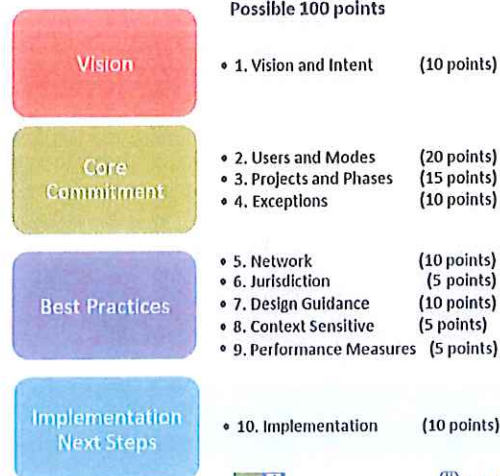 Possible 100 points
Vision
• 1. Vision and Intent (10 points)
Core
Commitment
• 2. Users and Modes (20 points)
• 3. Projects and Phases (15 points)
• 4. Exceptions (10 points)
Best Practices
• 5. Network (10 points)
• 6. Jurisdiction (5 points)
• 7. Design Guidance (10 points)
• 8. Context Sensitive (5 points)
• 9. Performance Measures (5 points)
Implementation
Next Steps
• 10. Implementation (10 points)